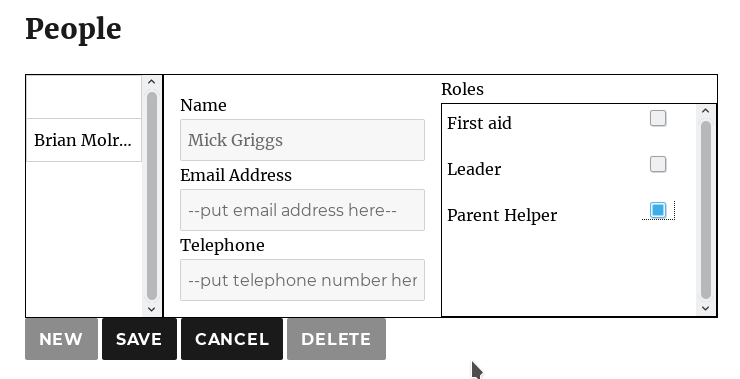 People
Brian Molr...
Name
Mick Griggs
Email Address
--put email address here--
Telephone
--put telephone number her
Roles
First aid
Leader
Parent Helper
NEW SAVE CANCEL DELETE